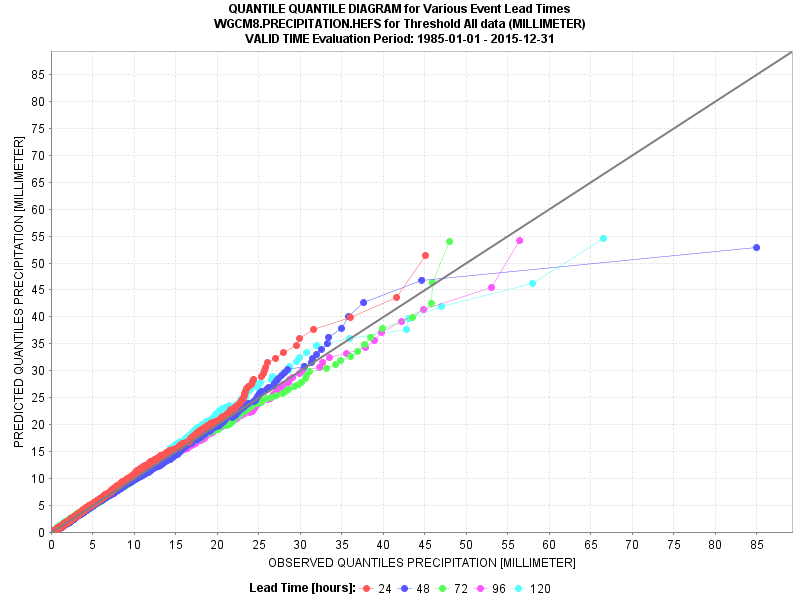 QUANTILE QUANTILE DIAGRAM for Various Event Lead Times
WGCM8.PRECIPITATION.HEFS for Threshold All data (MILLIMETER)
VALID TIME Evaluation Period: 1985-01-01 - 2015-12-31
PREDICTED QUANTILES PRECIPITATION [MILLIMETER]
85
80
75
70
65
60
55
50
45
40
35
30
25
20
15
10
5
0
0 5 10 15 20 25 30 35 40 45 50 55 60 65 70 75 80 85
OBSERVED QUANTILES PRECIPITATION [MILLIMETER]
Lead Time [hours]: 24 48 72 96 120